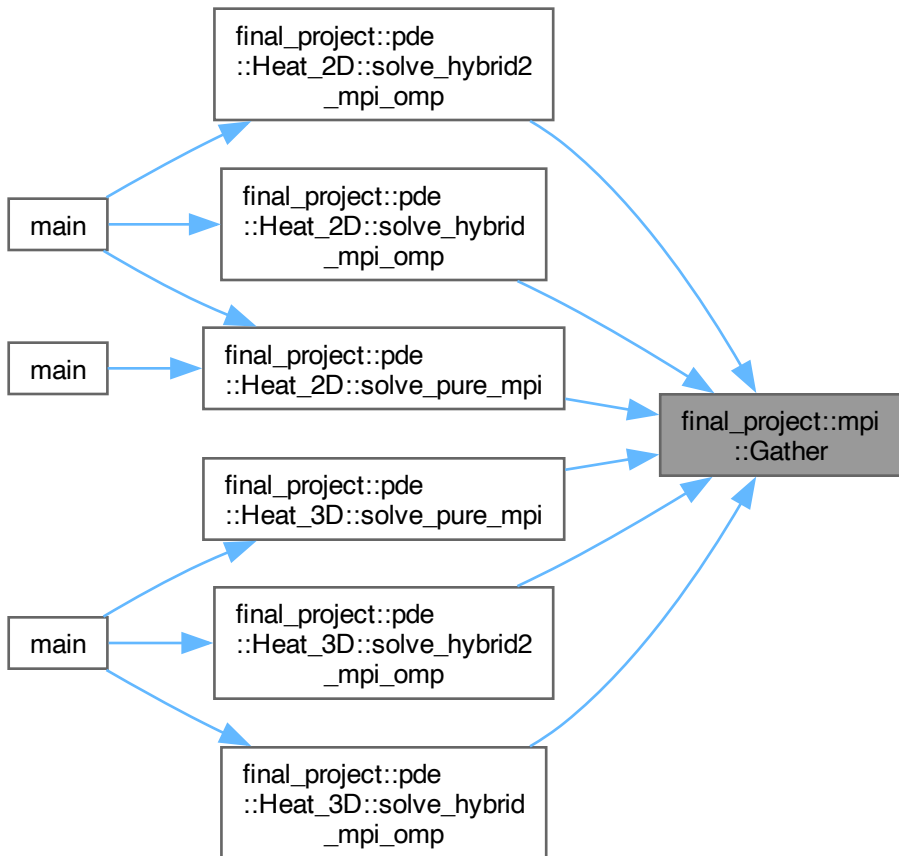 final_project::pde
::Heat_2D::solve_hybrid2
_mpi_omp
final_project::pde
::Heat_2D::solve_hybrid
_mpi_omp
main
final_project::pde
::Heat_2D::solve_pure_mpi
main
final_project::mpi
::Gather
final_project::pde
::Heat_3D::solve_pure_mpi
final_project::pde
::Heat_3D::solve_hybrid2
_mpi_omp
main
final_project::pde
::Heat_3D::solve_hybrid
_mpi_omp